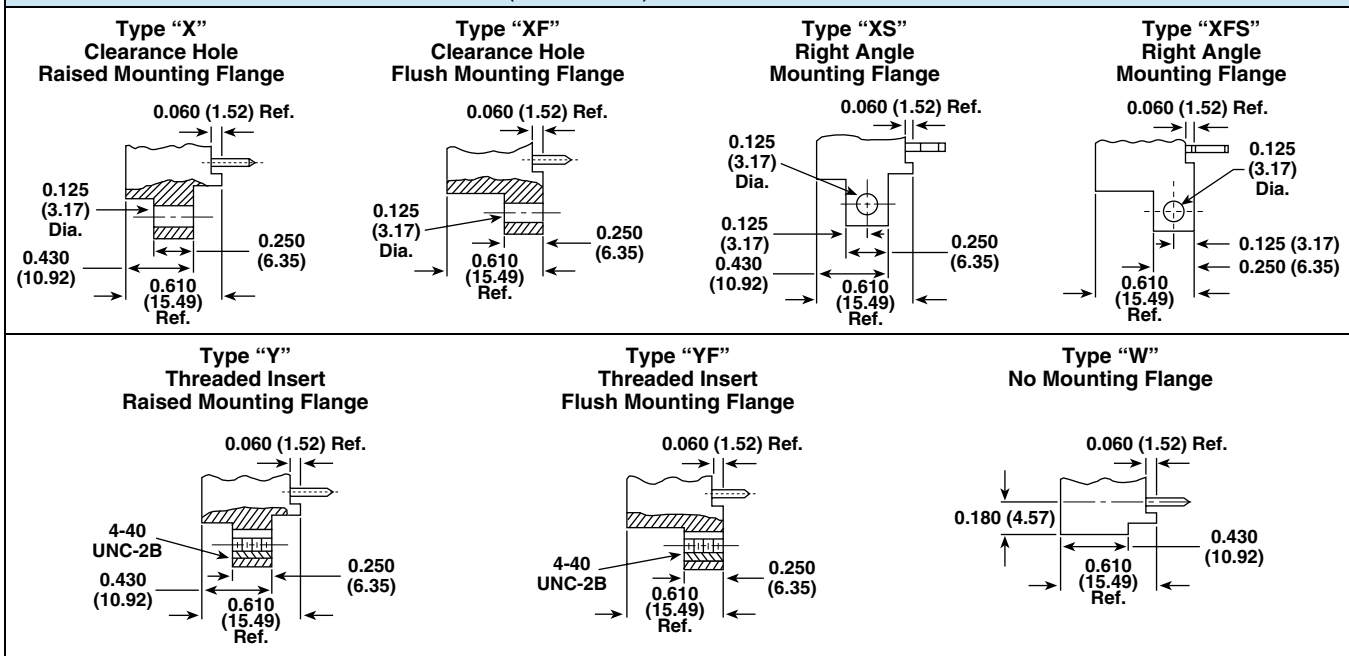 Type “X”
Clearance Hole
Raised Mounting Flange
0.060 (1.52) Ref.
0.125
(3.17)
Dia.
0.430
(10.92)
0.250
(6.35)
0.610
(15.49)
Ref.
Type “XF”
Clearance Hole
Flush Mounting Flange
0.060 (1.52) Ref.
0.125
(3.17)
Dia.
0.250
(6.35)
0.610
(15.49)
Ref.
Type “XS”
Right Angle
Mounting Flange
0.060 (1.52) Ref.
0.125
(3.17)
Dia.
0.125
(3.17)
0.430
(10.92)
0.250
(6.35)
0.610
(15.49)
Ref.
Type “XFS”
Right Angle
Mounting Flange
0.060 (1.52) Ref.
0.125
(3.17)
Dia.
0.125 (3.17)
0.250 (6.35)
0.610
(15.49)
Ref.
Type “Y”
Threaded Insert
Raised Mounting Flange
0.060 (1.52) Ref.
4-40
UNC-2B
0.430
(10.92)
0.250
(6.35)
0.610
(15.49)
Ref.
Type “YF”
Threaded Insert
Flush Mounting Flange
0.060 (1.52) Ref.
4-40
UNC-2B
0.250
(6.35)
0.610
(15.49)
Ref.
Type “W”
No Mounting Flange
0.060 (1.52) Ref.
0.180 (4.57)
0.430
(10.92)
0.610
(15.49)
Ref.